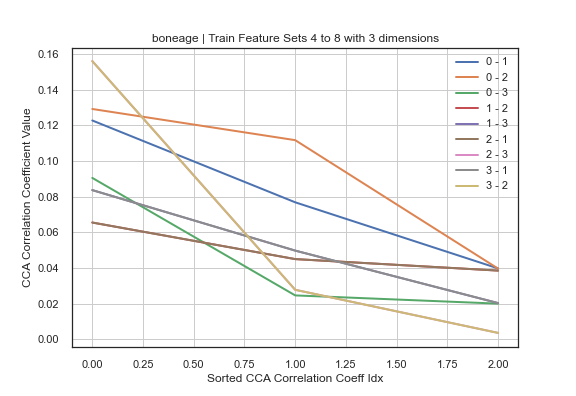 boneage | Train Feature Sets 4 to 8 with 3 dimensions
CCA Correlation Coefficient Value
0.16
0.14
0.12
0.10
0.08
0.06
0.04
0.02
0.00
0 - 1
0 - 2
0 - 3
1 - 2
1 - 3
2 - 1
2 - 3
3 - 1
3 - 2
0.00 0.25 0.50 0.75 1.00 1.25 1.50 1.75 2.00
Sorted CCA Correlation Coeff Idx